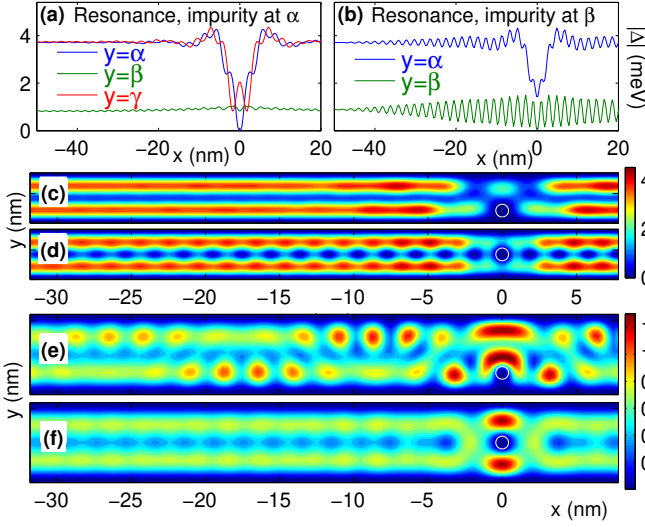 (a) Resonance, impurity at α
(b) Resonance, impurity at β
4
2
0
y=α
y=β
y=γ
y=α
y=β
|Δ| (meV)
−40 −20 0 20
−40 −20 0 20
x (nm) x (nm)
(c)
(d)
y (nm)
4
2
0
−30 −25 −20 −15 −10 −5 0 5
(e)
(f)
y (nm)
−30 −25 −20 −15 −10 −5 0 x (nm)